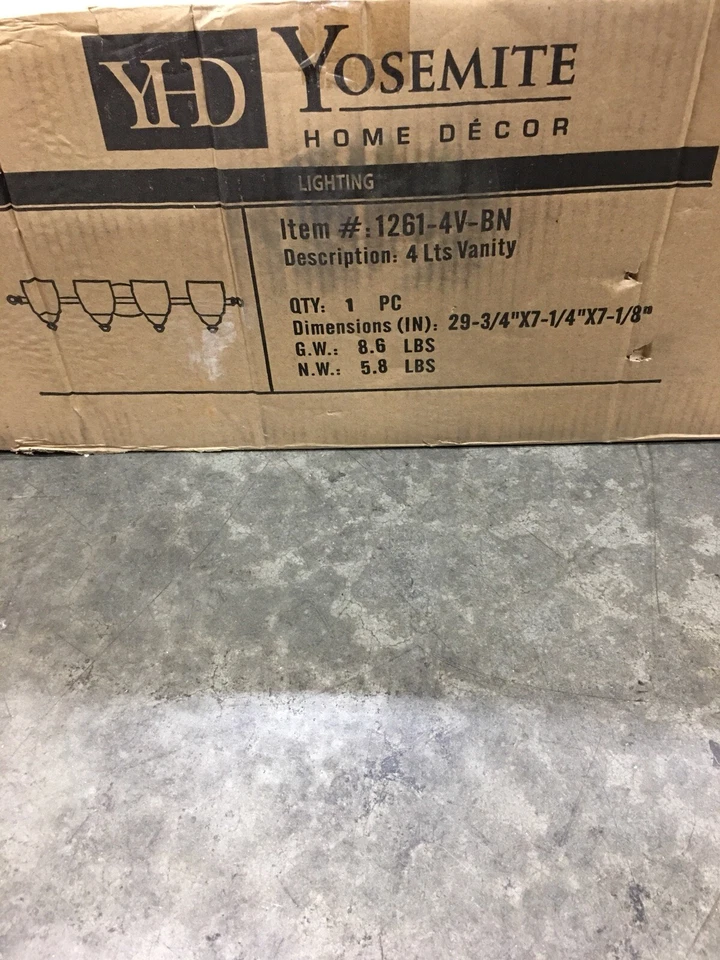 YHD
YOSEMITE
HOME DÉCOR
LIGHTING
Item #:1261-4V-BN
Description: 4 Lts Vanity
QTY: 1 PC
Dimensions (IN): 29-3/4"X7-1/4"X7-1/8"
G.W.: 8.6 LBS
N.W.: 5.8 LBS